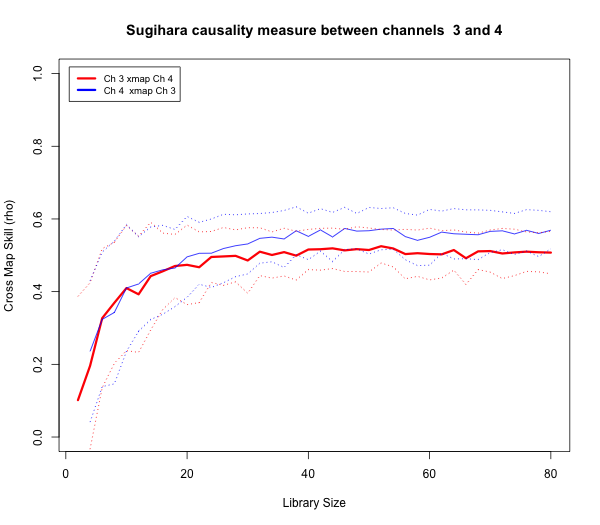 Sugihara causality measure between channels  3 and 4
Ch 3 xmap Ch 4
Ch 4  xmap Ch 3
Cross Map Skill (rho)
1.0
0.8
0.6
0.4
0.2
0.0
0 20 40 60 80
Library Size